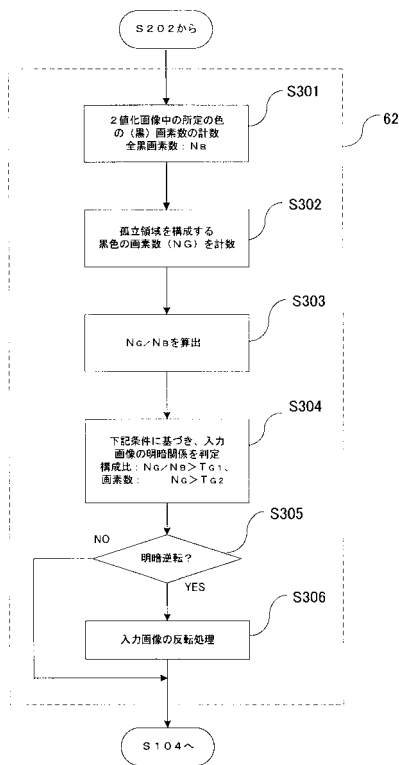 S202から
S301
2値化画像中の所定の色
の（黒）画素数の計数
全黒画素数：NB
62
S302
孤立領域を構成する
黒色の画素数（NG）を計数
S303
NG／NBを算出
S304
下記条件に基づき、入力
画像の明暗関係を判定
構成比：NG／NB＞TG1、
画素数： NG＞TG2
S305
NO
明暗逆転？
YES
S306
入力画像の反転処理
S104へ